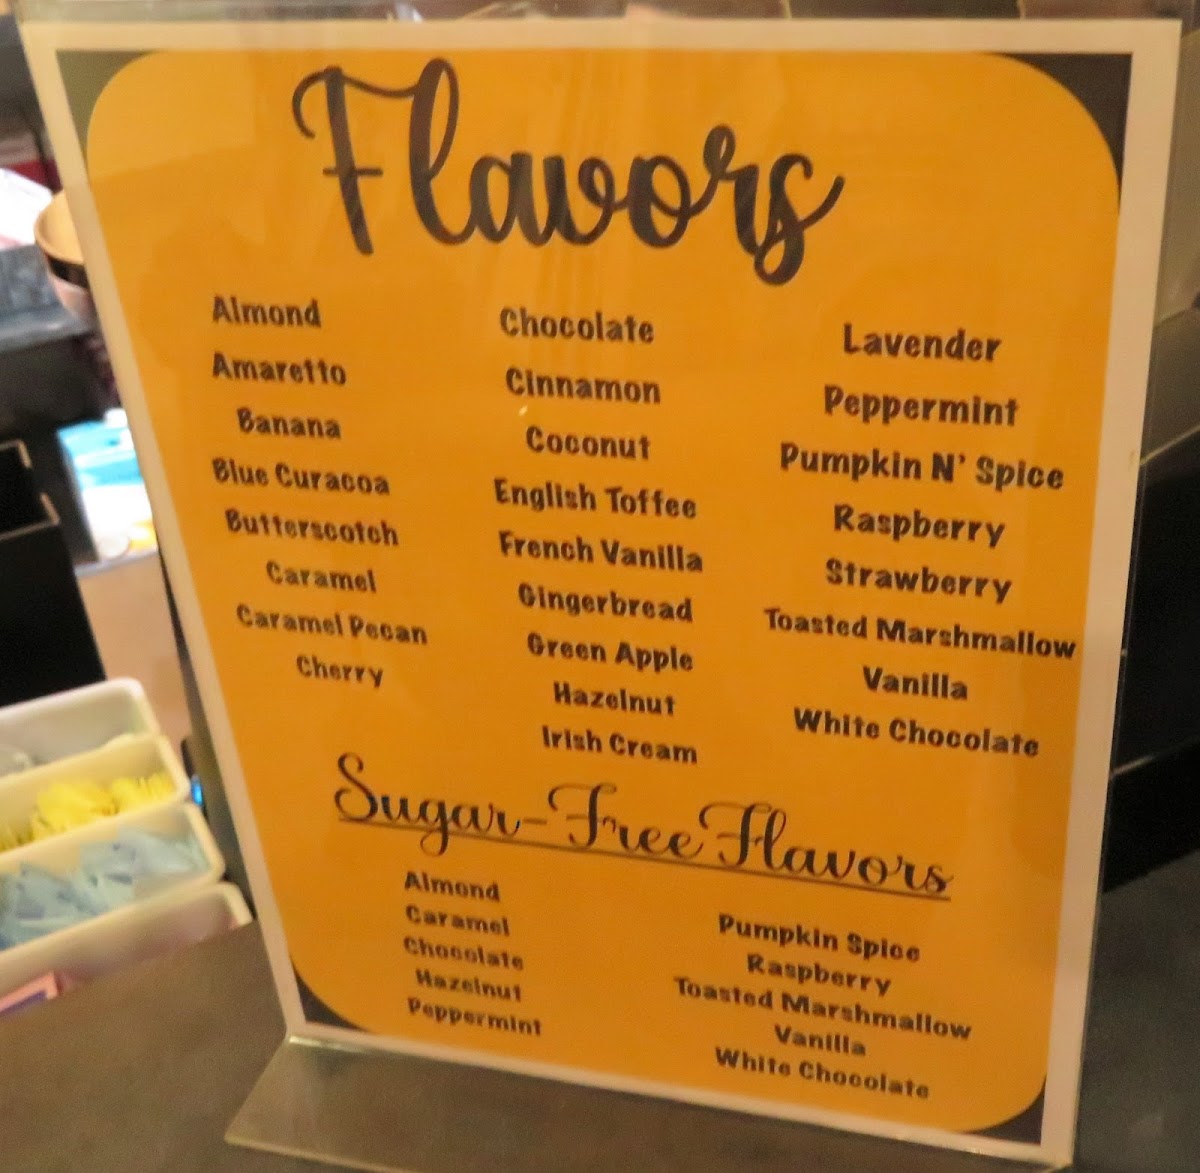 Flavors
Almond
Amaretto
Banana
Blue Curacoa
Butterscotch
Caramel
Caramel Pecan
Cherry
Chocolate
Cinnamon
Coconut
English Toffee
French Vanilla
Gingerbread
Green Apple
Hazelnut
Irish Cream
Lavender
Peppermint
Pumpkin N' Spice
Raspberry
Strawberry
Toasted Marshmallow
Vanilla
White Chocolate
Sugar-Free Flavors
Almond
Caramel
Chocolate
Hazelnut
Peppermint
Pumpkin Spice
Raspberry
Toasted Marshmallow
Vanilla
White Chocolate